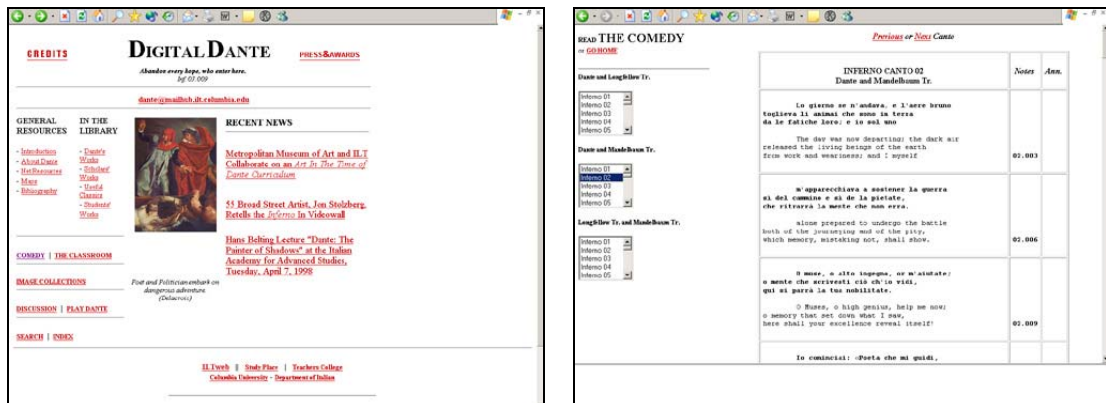 CREDITS
DIGITAL DANTE
PRESS&AWARDS
Abandon every hope, who enter here.
Inf 03.009
dante@mailhub.ilt.columbia.edu
GENERAL RESOURCES
- Introduction
- About Dante
- Net Resources
- Maps
- Bibliography
IN THE LIBRARY
- Dante's
Works
- Scholars'
Works
- Useful
Classics
- Students'
Works
COMEDY | THE CLASSROOM
IMAGE COLLECTIONS
DISCUSSION | PLAY DANTE
SEARCH | INDEX
Poet and Politician embark on
dangerous adventure.
(Delacroix)
RECENT NEWS
Metropolitan Museum of Art and ILT
Collaborate on an Art In The Time of
Dante Curriculum
55 Broad Street Artist, Jon Stolzberg,
Retells the Inferno In Videowall
Hans Belting Lecture "Dante: The
Painter of Shadows" at the Italian
Academy for Advanced Studies,
Tuesday, April 7, 1998
ILTweb || Study Place | Teachers College
Columbia University - Department of Italian
READ THE COMEDY
or GO HOME
Dante and Longfellow Tr.
Inferno 01
Inferno 02
Inferno 03
Inferno 04
Inferno 05
Dante and Mandelbaum Tr.
Inferno 01
Inferno 02
Inferno 03
Inferno 04
Inferno 05
Longfellow Tr. and Mandelbaum Tr.
Inferno 01
Inferno 02
Inferno 03
Inferno 04
Inferno 05
Previous or Next Canto
INFERNO CANTO 02
Dante and Mandelbaum Tr.
Notes
Ann.
Lo giorno se n'andava, e l'aere bruno
toglieva li animai che sono in terra
da le fatiche loro; e io sol uno
The day was now departing; the dark air
released the living beings of the earth
from work and weariness; and I myself
02.003
m'apparecchiava a sostener la guerra
sì del cammino e sì de la pietate,
che ritrarrà la mente che non erra.
alone prepared to undergo the battle
both of the journeying and of the pity,
which memory, mistaking not, shall show.
02.006
O muse, o alto ingegno, or m'aiutate;
o mente che scrivesti ciò ch'io vidi,
qui si parrà la tua nobilitate.
O Muses, o high genius, help me now;
o memory that set down what I saw,
here shall your excellence reveal itself!
02.009
Io cominciai: «Poeta che mi guidi,